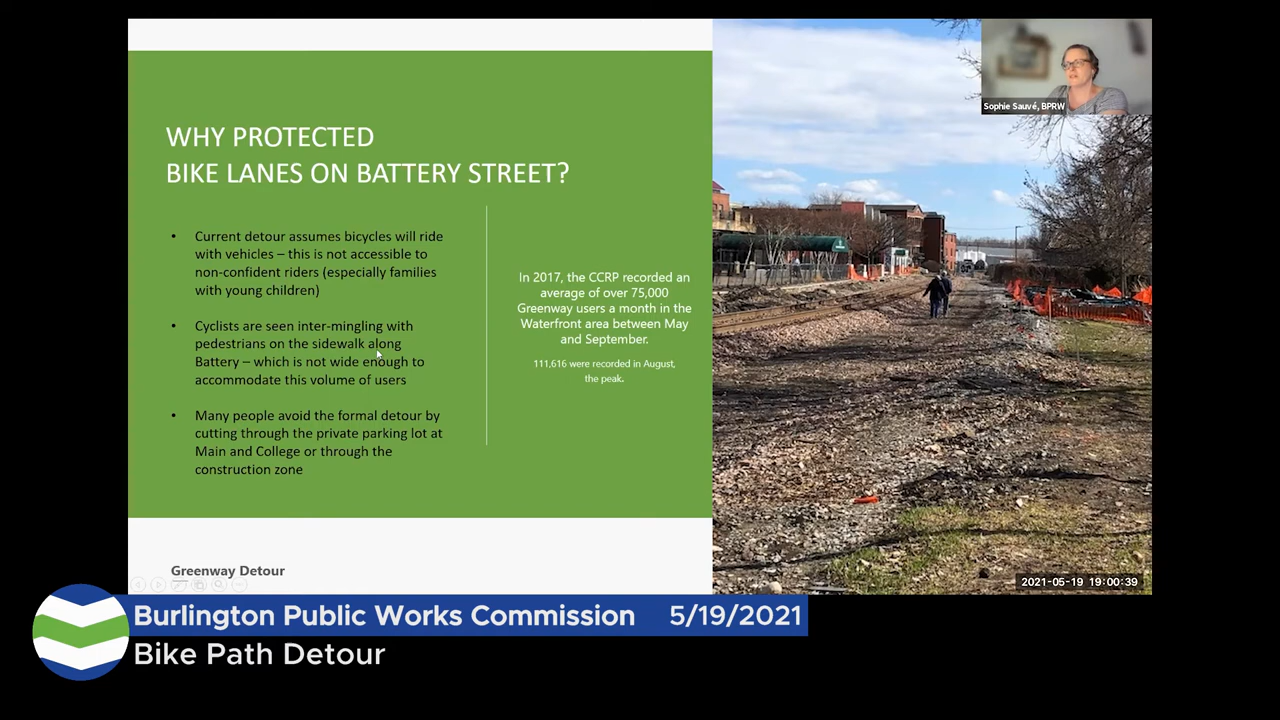 WHY PROTECTED
BIKE LANES ON BATTERY STREET?
• Current detour assumes bicycles will ride
with vehicles – this is not accessible to
non-confident riders (especially families
with young children)
• Cyclists are seen inter-mingling with
pedestrians on the sidewalk along
Battery – which is not wide enough to
accommodate this volume of users
• Many people avoid the formal detour by
cutting through the private parking lot at
Main and College or through the
construction zone
In 2017, the CCRP recorded an
average of over 75,000
Greenway users a month in the
Waterfront area between May
and September.
111,616 were recorded in August,
the peak.
Greenway Detour
Sophie Sauvé, BPRW
2021-05-19 19:00:39
Burlington Public Works Commission 5/19/2021
Bike Path Detour